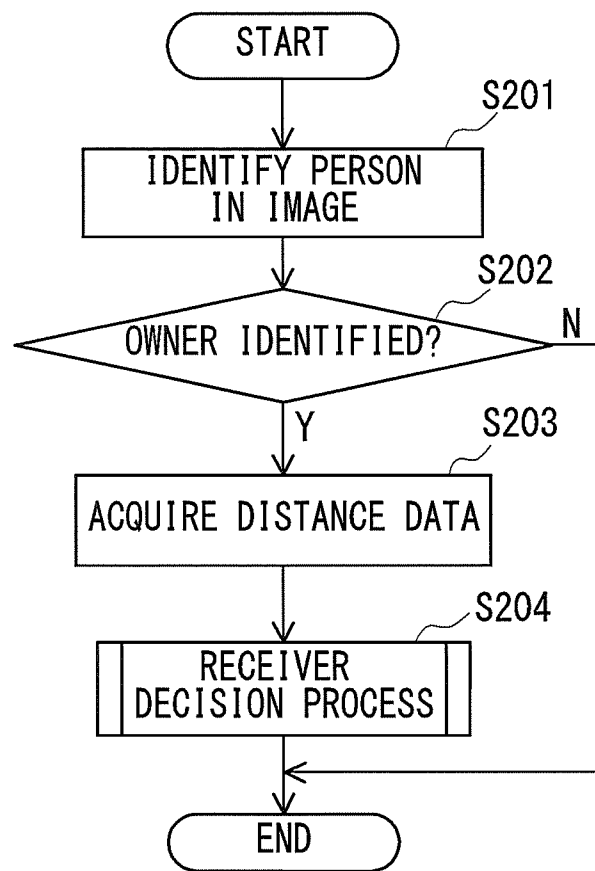 START
S201
IDENTIFY PERSON
IN IMAGE
S202
OWNER IDENTIFIED?
N
Y
S203
ACQUIRE DISTANCE DATA
S204
RECEIVER
DECISION PROCESS
END